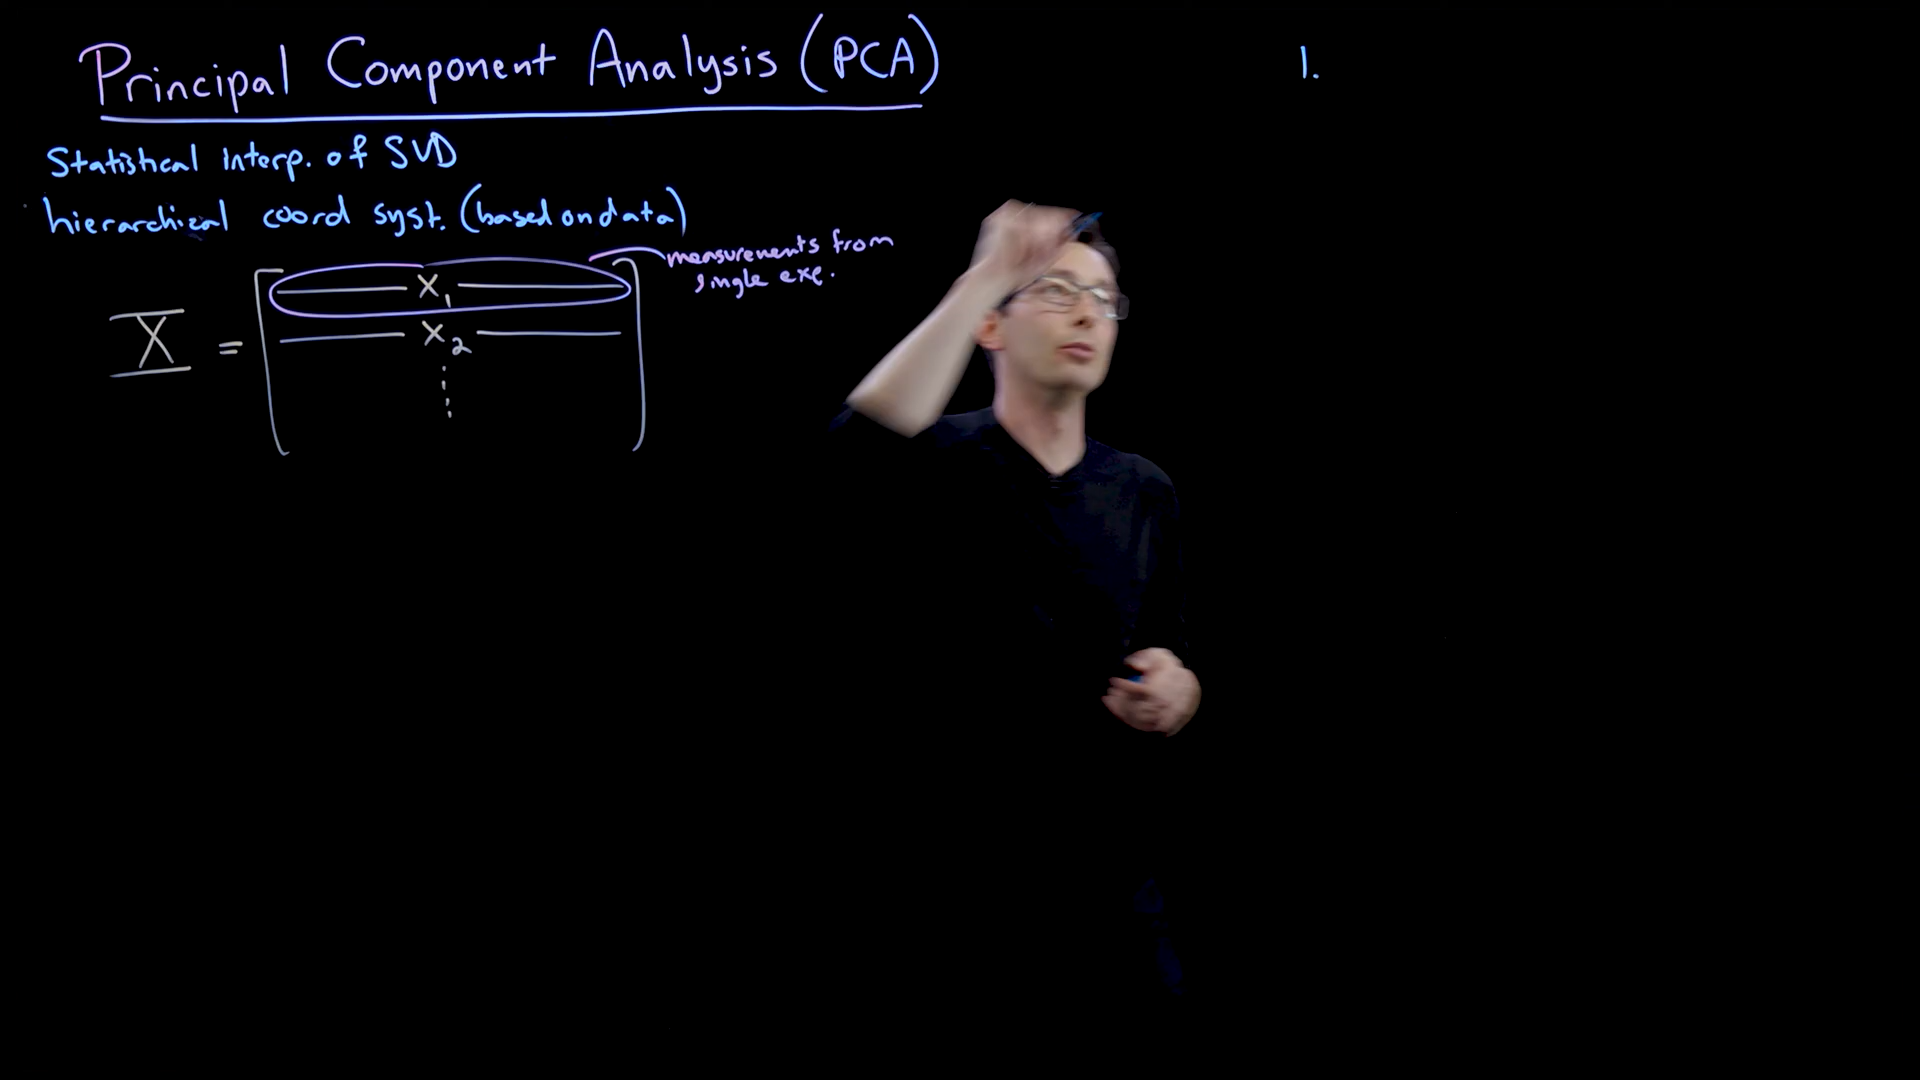 Principal Component Analysis (PCA)
Statistical interp. of SVD
hierarchical coord syst. (based on data)
measurements from
single exp.
X = [ x1
x2
⋮ ]
1.